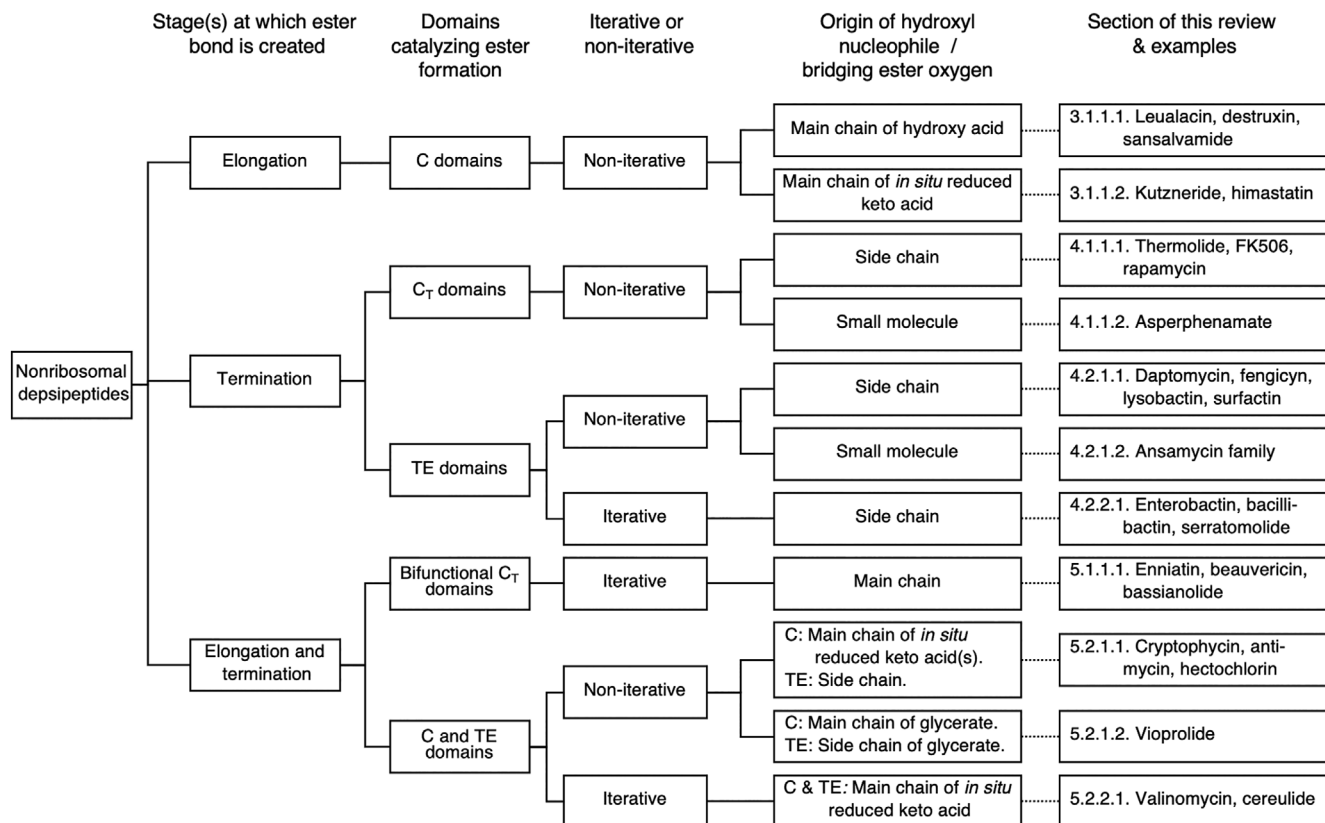 Stage(s) at which ester
bond is created
Domains
catalyzing ester
formation
Iterative or
non-iterative
Origin of hydroxyl
nucleophile /
bridging ester oxygen
Section of this review
& examples
Nonribosomal
depsipeptides
Elongation
C domains
Non-iterative
Main chain of hydroxy acid
3.1.1.1. Leualacin, destruxin,
sansalvamide
Main chain of in situ reduced
keto acid
3.1.1.2. Kutzneride, himastatin
Termination
C_T domains
Non-iterative
Side chain
4.1.1.1. Thermolide, FK506,
rapamycin
Small molecule
4.1.1.2. Asperphenamate
TE domains
Non-iterative
Side chain
4.2.1.1. Daptomycin, fengicyn,
lysobactin, surfactin
Small molecule
4.2.1.2. Ansamycin family
Iterative
Side chain
4.2.2.1. Enterobactin, bacilli-
bactin, serratomolide
Elongation and
termination
Bifunctional C_T
domains
Iterative
Main chain
5.1.1.1. Enniatin, beauvericin,
bassianolide
C and TE
domains
Non-iterative
C: Main chain of in situ
reduced keto acid(s).
TE: Side chain.
5.2.1.1. Cryptophycin, anti-
mycin, hectochlorin
C: Main chain of glycerate.
TE: Side chain of glycerate.
5.2.1.2. Vioprolide
Iterative
C & TE: Main chain of in situ
reduced keto acid
5.2.2.1. Valinomycin, cereulide